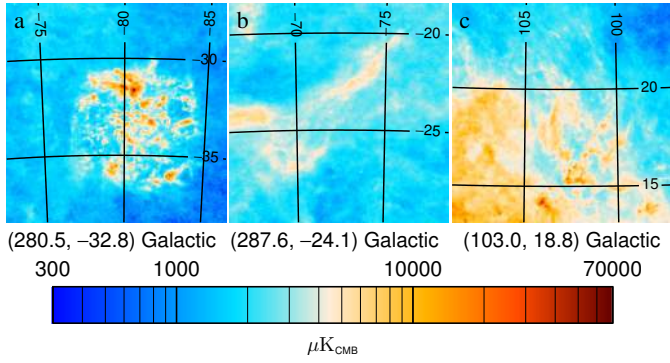 a
−75
−80
−85
−30
−35
b
−70
−75
−20
−25
c
105
100
20
15
(280.5, −32.8) Galactic
(287.6, −24.1) Galactic
(103.0, 18.8) Galactic
300
1000
10000
70000
μK_CMB